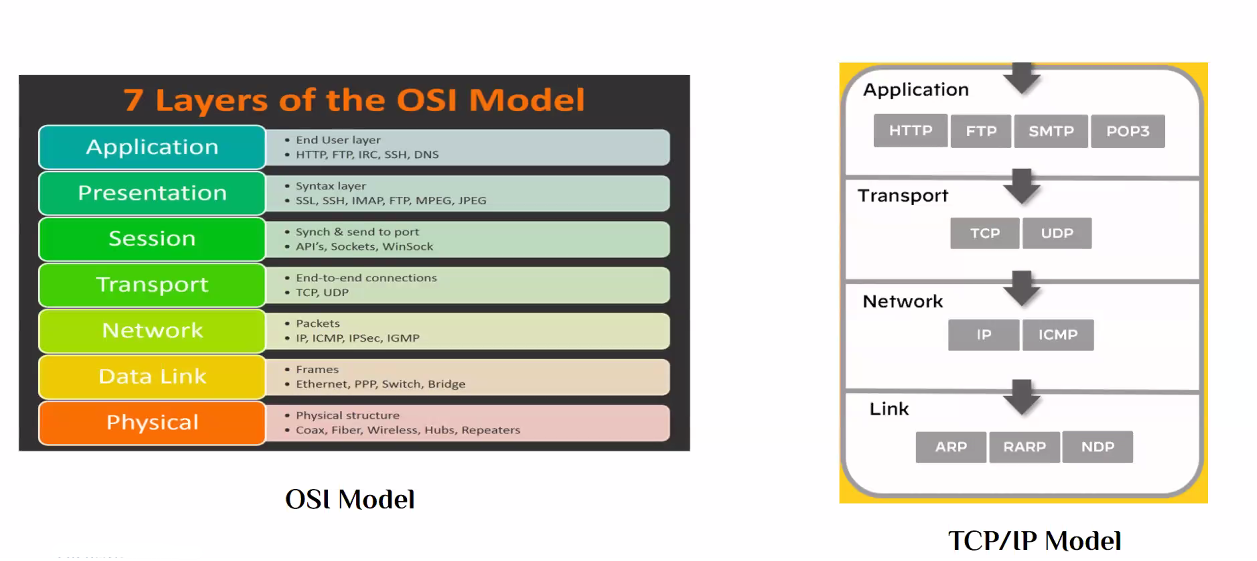 7 Layers of the OSI Model
Application
• End User layer
• HTTP, FTP, IRC, SSH, DNS
Presentation
• Syntax layer
• SSL, SSH, IMAP, FTP, MPEG, JPEG
Session
• Synch & send to port
• API's, Sockets, WinSock
Transport
• End-to-end connections
• TCP, UDP
Network
• Packets
• IP, ICMP, IPSec, IGMP
Data Link
• Frames
• Ethernet, PPP, Switch, Bridge
Physical
• Physical structure
• Coax, Fiber, Wireless, Hubs, Repeaters
OSI Model
Application
HTTP FTP SMTP POP3
Transport
TCP UDP
Network
IP ICMP
Link
ARP RARP NDP
TCP/IP Model